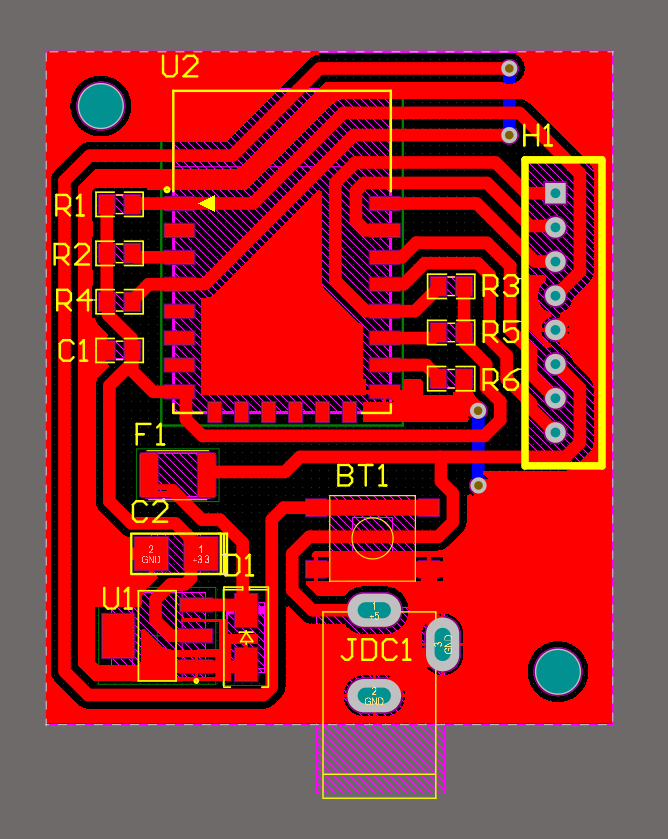 U2
H1
R1
R2
R4
R3
C1
R5
R6
F1
BT1
C2
2
GND
1
+3.3
D1
U1
1
+5
JDC1
3
GND
2
GND